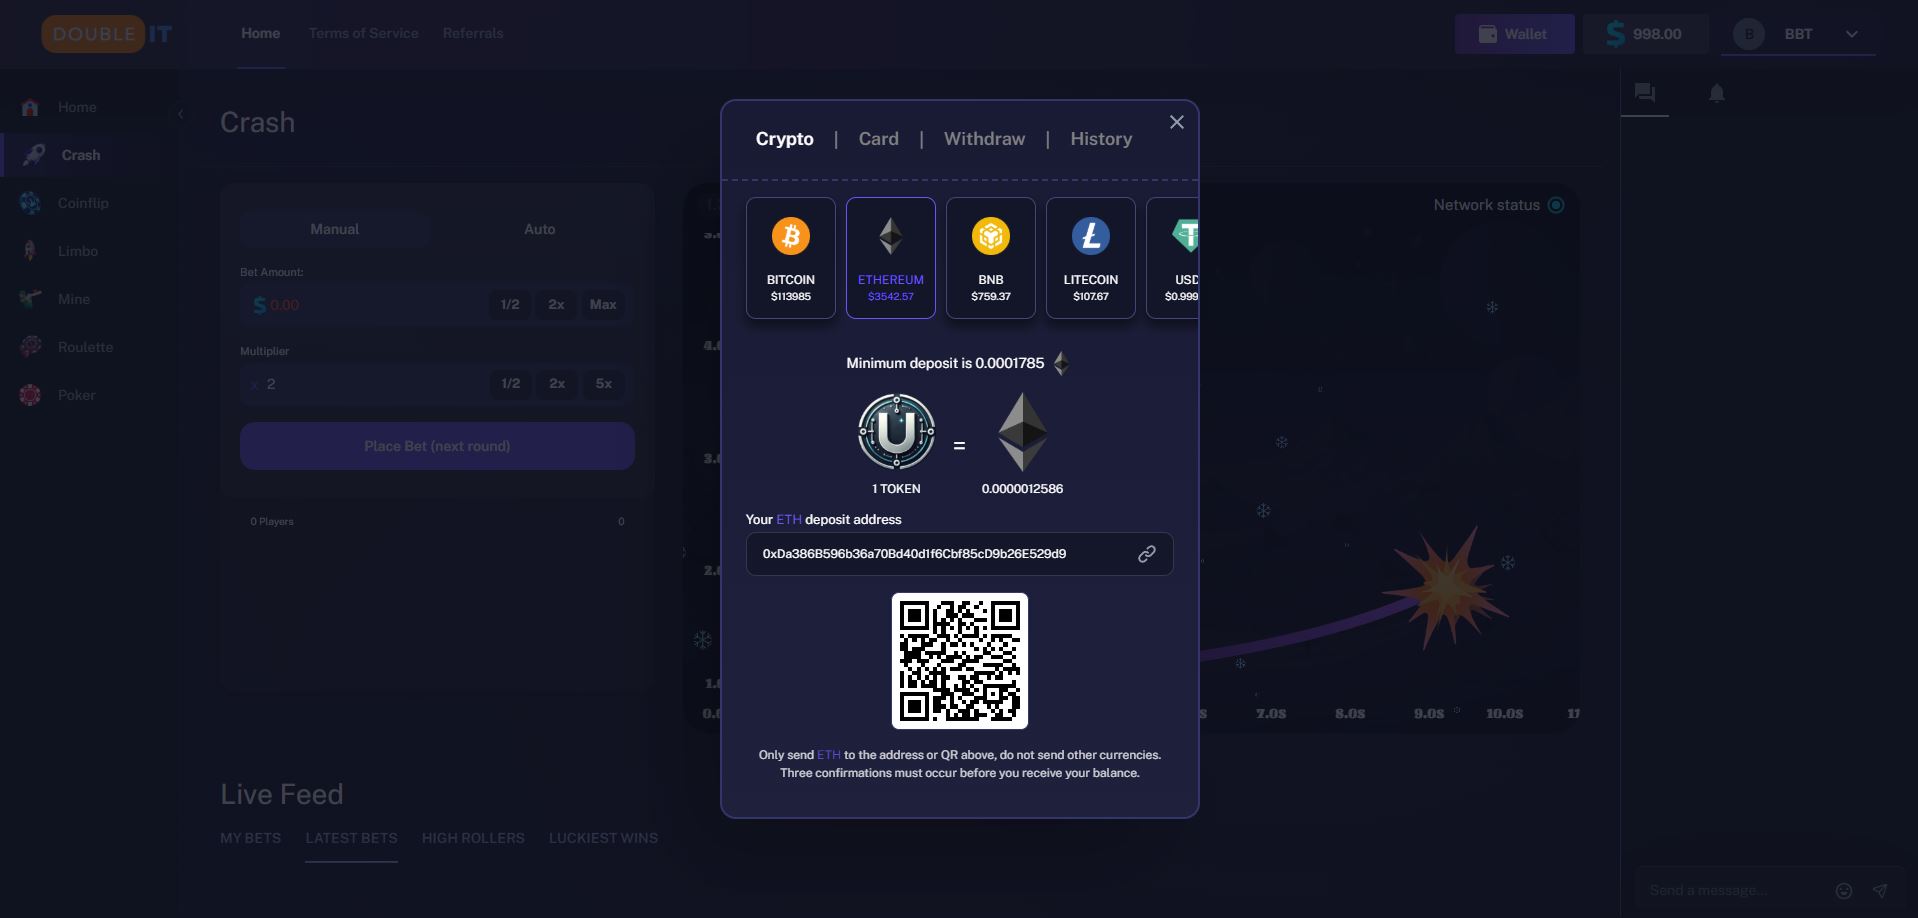 DOUBLE IT
Home Terms of Service Referrals
Wallet
998.00
B BBT
Home
Crash
Coinflip
Limbo
Mine
Roulette
Poker
Crash
Manual Auto
Bet Amount:
0.00 1/2 2x Max
Multiplier
x 2 1/2 2x 5x
Place Bet (next round)
0 Players 0
Crypto | Card | Withdraw | History
BITCOIN
$113985
ETHEREUM
$3542.57
BNB
$759.37
LITECOIN
$107.67
USD
$0.999
Minimum deposit is 0.0001785
U
=
1 TOKEN 0.0000012586
Your ETH deposit address
0xDa386B596b36a70Bd40d1f6Cbf85cD9b26E529d9
Only send ETH to the address or QR above, do not send other currencies.
Three confirmations must occur before you receive your balance.
Network status
7.0s 8.0s 9.0s 10.0s
Live Feed
MY BETS LATEST BETS HIGH ROLLERS LUCKIEST WINS
Send a message...